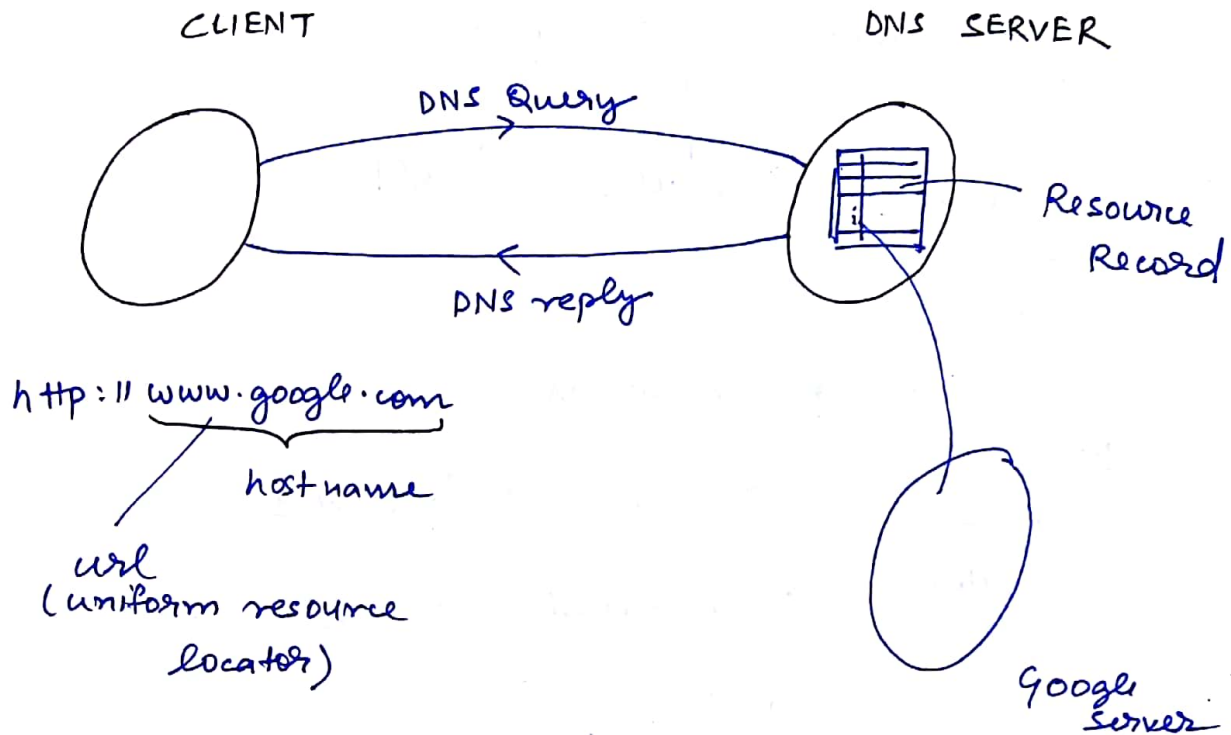 CLIENT
DNS SERVER
DNS Query
i
Resource
Record
DNS reply
http:// www.google.com
hostname
url
(uniform resource
locator)
Google
server